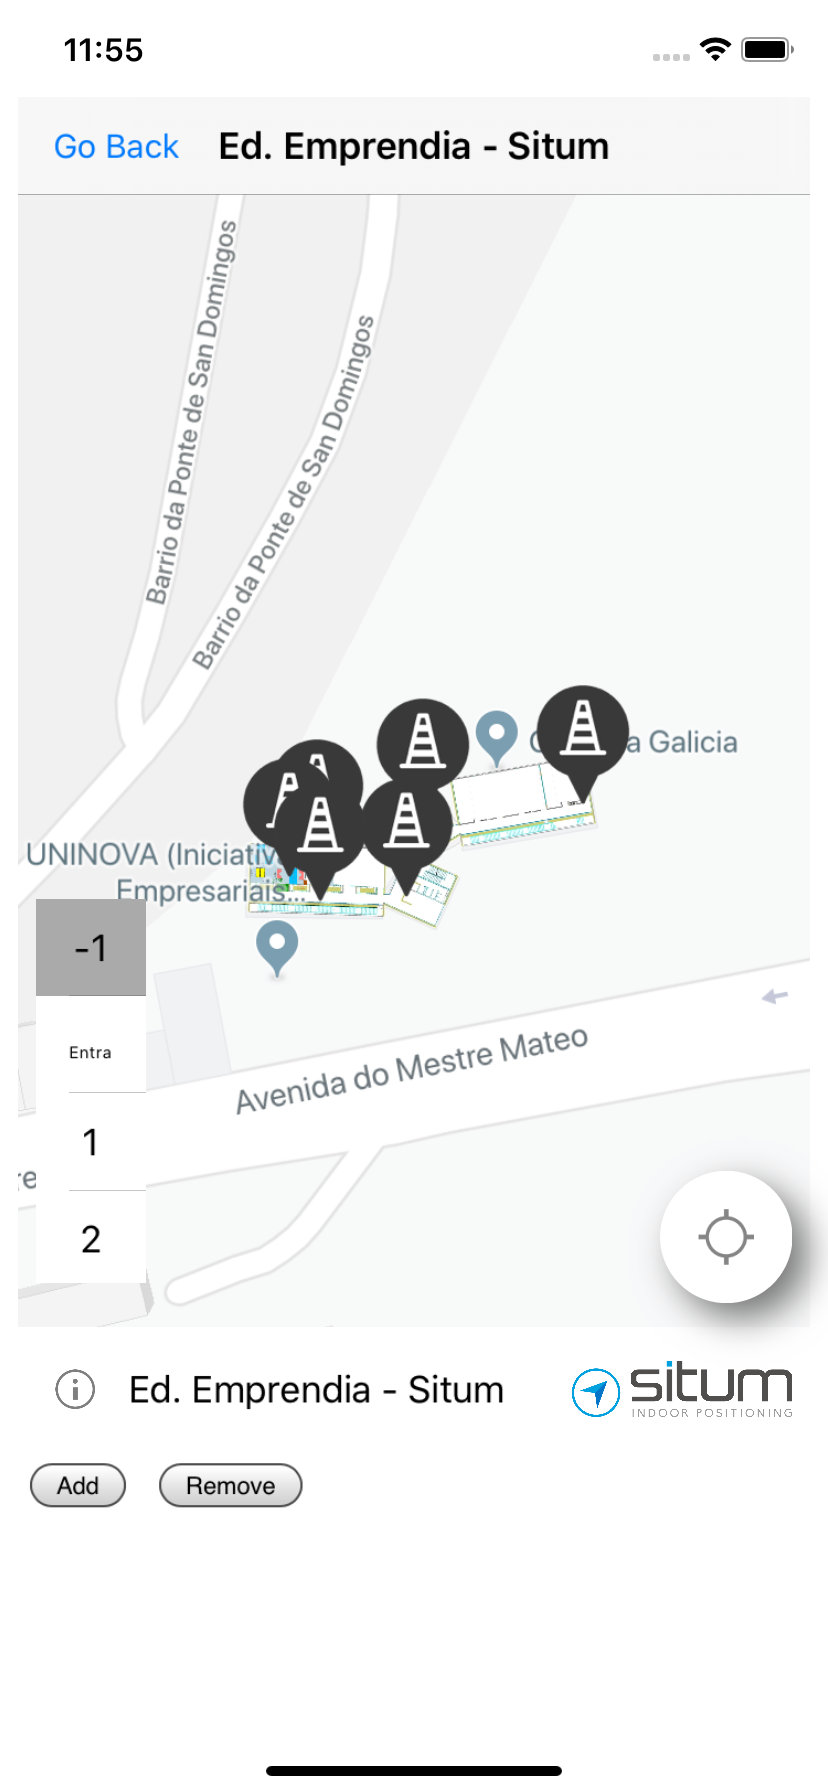 11:55
Go Back
Ed. Emprendia - Situm
Barrio da Ponte de San Domingos
Barrio da Ponte de San Domingos
a Galicia
UNINOVA (Iniciativ
Empresariais...
-1
Entra
1
2
Avenida do Mestre Mateo
Ed. Emprendia - Situm
situm
INDOOR POSITIONING
Add
Remove